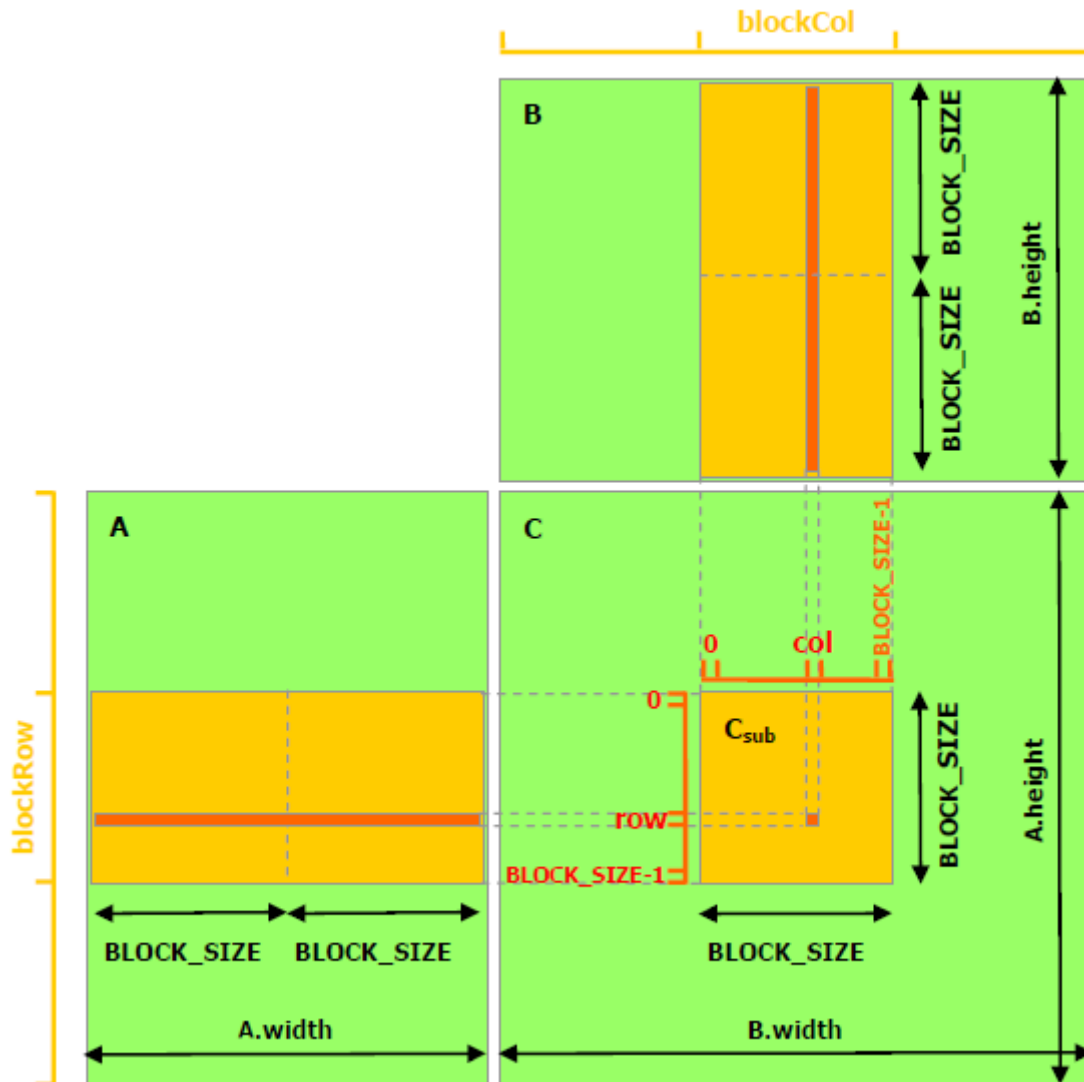 blockCol
B
BLOCK_SIZE
BLOCK_SIZE
B.height
blockRow
A
BLOCK_SIZE
BLOCK_SIZE
A.width
C
0
col
BLOCK_SIZE-1
0
row
BLOCK_SIZE-1
Csub
BLOCK_SIZE
BLOCK_SIZE
A.height
B.width